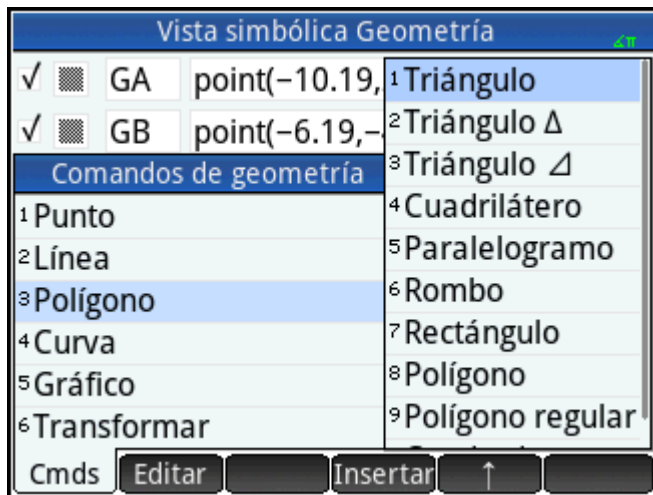 Vista simbólica Geometría
∡π
√ GA point(-10.19,
√ GB point(-6.19,-
Comandos de geometría
1 Punto
2 Línea
3 Polígono
4 Curva
5 Gráfico
6 Transformar
1 Triángulo
2 Triángulo Δ
3 Triángulo ⊿
4 Cuadrilátero
5 Paralelogramo
6 Rombo
7 Rectángulo
8 Polígono
9 Polígono regular
Cmds Editar Insertar ↑